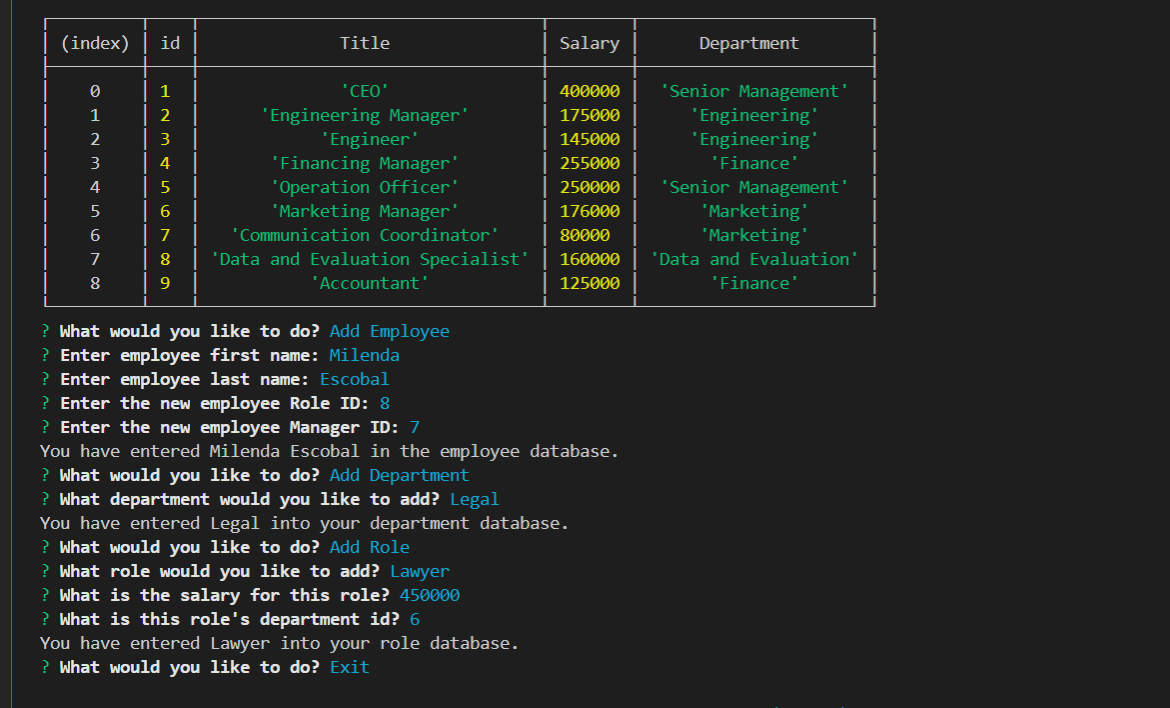 (index) id Title Salary Department
0 1 'CEO' 400000 'Senior Management'
1 2 'Engineering Manager' 175000 'Engineering'
2 3 'Engineer' 145000 'Engineering'
3 4 'Financing Manager' 255000 'Finance'
4 5 'Operation Officer' 250000 'Senior Management'
5 6 'Marketing Manager' 176000 'Marketing'
6 7 'Communication Coordinator' 80000 'Marketing'
7 8 'Data and Evaluation Specialist' 160000 'Data and Evaluation'
8 9 'Accountant' 125000 'Finance'
? What would you like to do? Add Employee
? Enter employee first name: Milenda
? Enter employee last name: Escobal
? Enter the new employee Role ID: 8
? Enter the new employee Manager ID: 7
You have entered Milenda Escobal in the employee database.
? What would you like to do? Add Department
? What department would you like to add? Legal
You have entered Legal into your department database.
? What would you like to do? Add Role
? What role would you like to add? Lawyer
? What is the salary for this role? 450000
? What is this role's department id? 6
You have entered Lawyer into your role database.
? What would you like to do? Exit